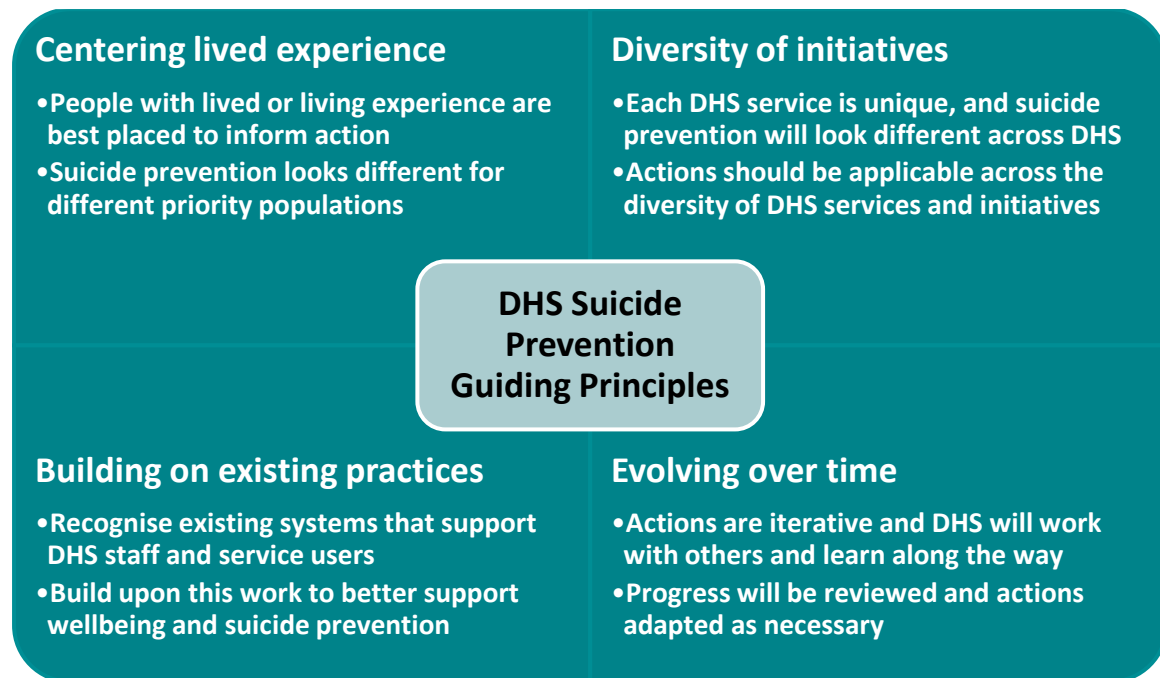 Centering lived experience
•People with lived or living experience are
best placed to inform action
•Suicide prevention looks different for
different priority populations
Diversity of initiatives
•Each DHS service is unique, and suicide
prevention will look different across DHS
•Actions should be applicable across the
diversity of DHS services and initiatives
DHS Suicide
Prevention
Guiding Principles
Building on existing practices
•Recognise existing systems that support
DHS staff and service users
•Build upon this work to better support
wellbeing and suicide prevention
Evolving over time
•Actions are iterative and DHS will work
with others and learn along the way
•Progress will be reviewed and actions
adapted as necessary